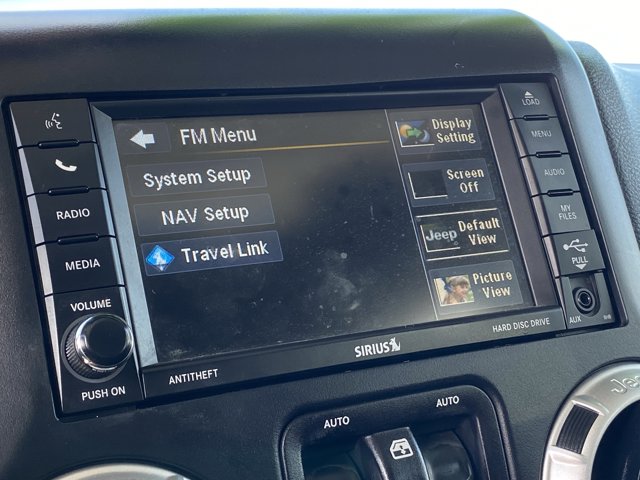 FM Menu
System Setup
NAV Setup
Travel Link
Display
Setting
Screen
Off
Jeep
Default
View
Picture
View
RADIO
MEDIA
VOLUME
PUSH ON
LOAD
MENU
AUDIO
MY
FILES
PULL
AUX
HARD DISC DRIVE
SIRIUS
ANTITHEFT
AUTO
AUTO
Jeep